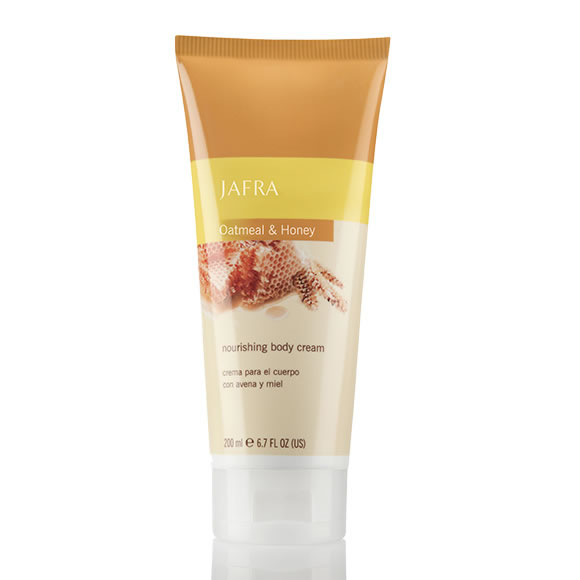 JAFRA
Oatmeal & Honey
nourishing body cream
crema para el cuerpo
con avena y miel
200 ml ℮ 6.7 FL OZ (US)